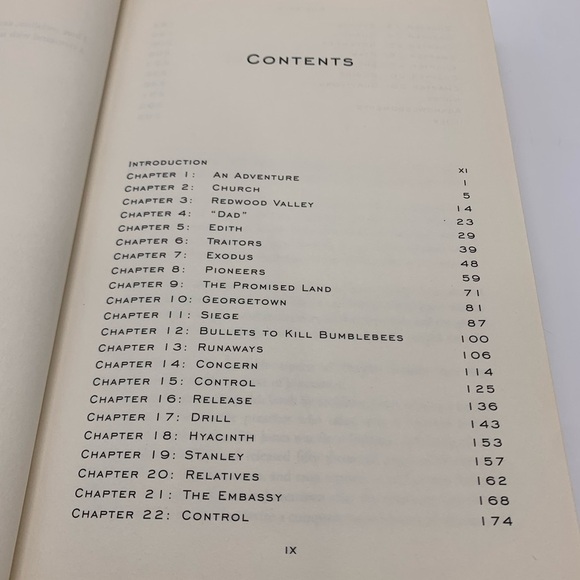 CONTENTS
INTRODUCTION XI
CHAPTER 1: AN ADVENTURE 1
CHAPTER 2: CHURCH 5
CHAPTER 3: REDWOOD VALLEY 14
CHAPTER 4: "DAD" 23
CHAPTER 5: EDITH 29
CHAPTER 6: TRAITORS 39
CHAPTER 7: EXODUS 48
CHAPTER 8: PIONEERS 59
CHAPTER 9: THE PROMISED LAND 71
CHAPTER 10: GEORGETOWN 81
CHAPTER 11: SIEGE 87
CHAPTER 12: BULLETS TO KILL BUMBLEBEES 100
CHAPTER 13: RUNAWAYS 106
CHAPTER 14: CONCERN 114
CHAPTER 15: CONTROL 125
CHAPTER 16: RELEASE 136
CHAPTER 17: DRILL 143
CHAPTER 18: HYACINTH 153
CHAPTER 19: STANLEY 157
CHAPTER 20: RELATIVES 162
CHAPTER 21: THE EMBASSY 168
CHAPTER 22: CONTROL 174
IX